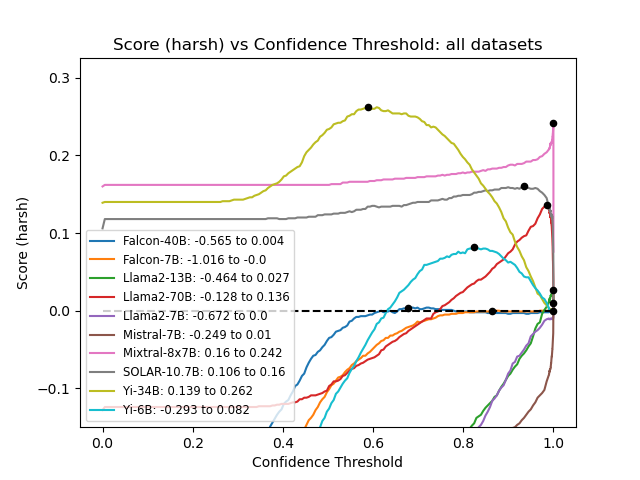 Score (harsh) vs Confidence Threshold: all datasets
Score (harsh)
0.3
0.2
0.1
0.0
−0.1
Falcon-40B: -0.565 to 0.004
Falcon-7B: -1.016 to -0.0
Llama2-13B: -0.464 to 0.027
Llama2-70B: -0.128 to 0.136
Llama2-7B: -0.672 to 0.0
Mistral-7B: -0.249 to 0.01
Mixtral-8x7B: 0.16 to 0.242
SOLAR-10.7B: 0.106 to 0.16
Yi-34B: 0.139 to 0.262
Yi-6B: -0.293 to 0.082
0.0 0.2 0.4 0.6 0.8 1.0
Confidence Threshold